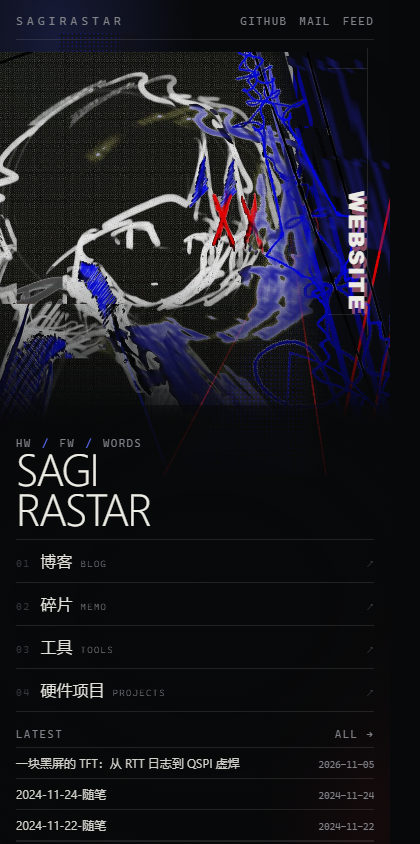 SAGIRASTAR
GITHUB MAIL FEED
WEBSITE
HW / FW / WORDS
SAGI
RASTAR
01 博客 BLOG ↗
02 碎片 MEMO ↗
03 工具 TOOLS ↗
04 硬件项目 PROJECTS ↗
LATEST ALL →
一块黑屏的 TFT：从 RTT 日志到 QSPI 虚焊 2026-11-05
2024-11-24-随笔 2024-11-24
2024-11-22-随笔 2024-11-22